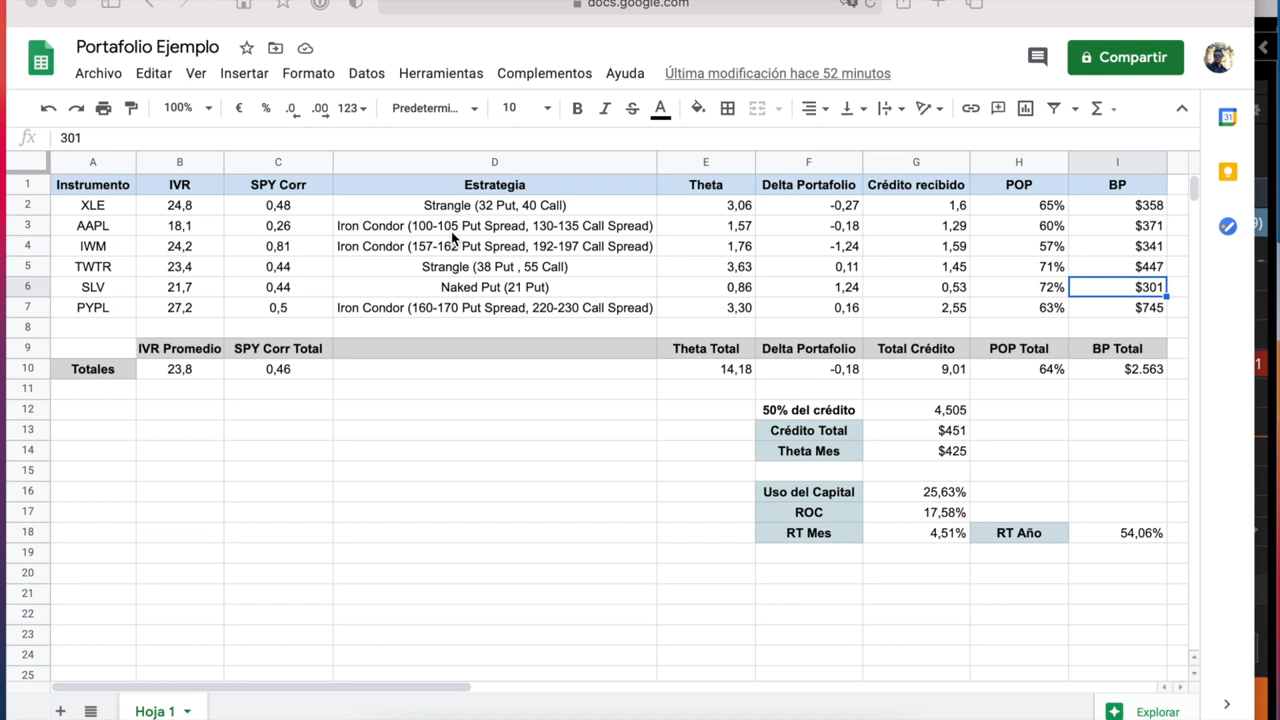 docs.google.com
Portafolio Ejemplo
Archivo Editar Ver Insertar Formato Datos Herramientas Complementos Ayuda Última modificación hace 52 minutos
Compartir
100% € % .0 .00 123 Predetermi... 10 B I S A
fx 301
A B C D E F G H I
1 Instrumento IVR SPY Corr Estrategia Theta Delta Portafolio Crédito recibido POP BP
2 XLE 24,8 0,48 Strangle (32 Put, 40 Call) 3,06 -0,27 1,6 65% $358
3 AAPL 18,1 0,26 Iron Condor (100-105 Put Spread, 130-135 Call Spread) 1,57 -0,18 1,29 60% $371
4 IWM 24,2 0,81 Iron Condor (157-162 Put Spread, 192-197 Call Spread) 1,76 -1,24 1,59 57% $341
5 TWTR 23,4 0,44 Strangle (38 Put , 55 Call) 3,63 0,11 1,45 71% $447
6 SLV 21,7 0,44 Naked Put (21 Put) 0,86 1,24 0,53 72% $301
7 PYPL 27,2 0,5 Iron Condor (160-170 Put Spread, 220-230 Call Spread) 3,30 0,16 2,55 63% $745
8
9 IVR Promedio SPY Corr Total Theta Total Delta Portafolio Total Crédito POP Total BP Total
10 Totales 23,8 0,46 14,18 -0,18 9,01 64% $2.563
11
12 50% del crédito 4,505
13 Crédito Total $451
14 Theta Mes $425
15
16 Uso del Capital 25,63%
17 ROC 17,58%
18 RT Mes 4,51% RT Año 54,06%
19
20
21
22
23
24
25
Hoja 1
Explorar
31